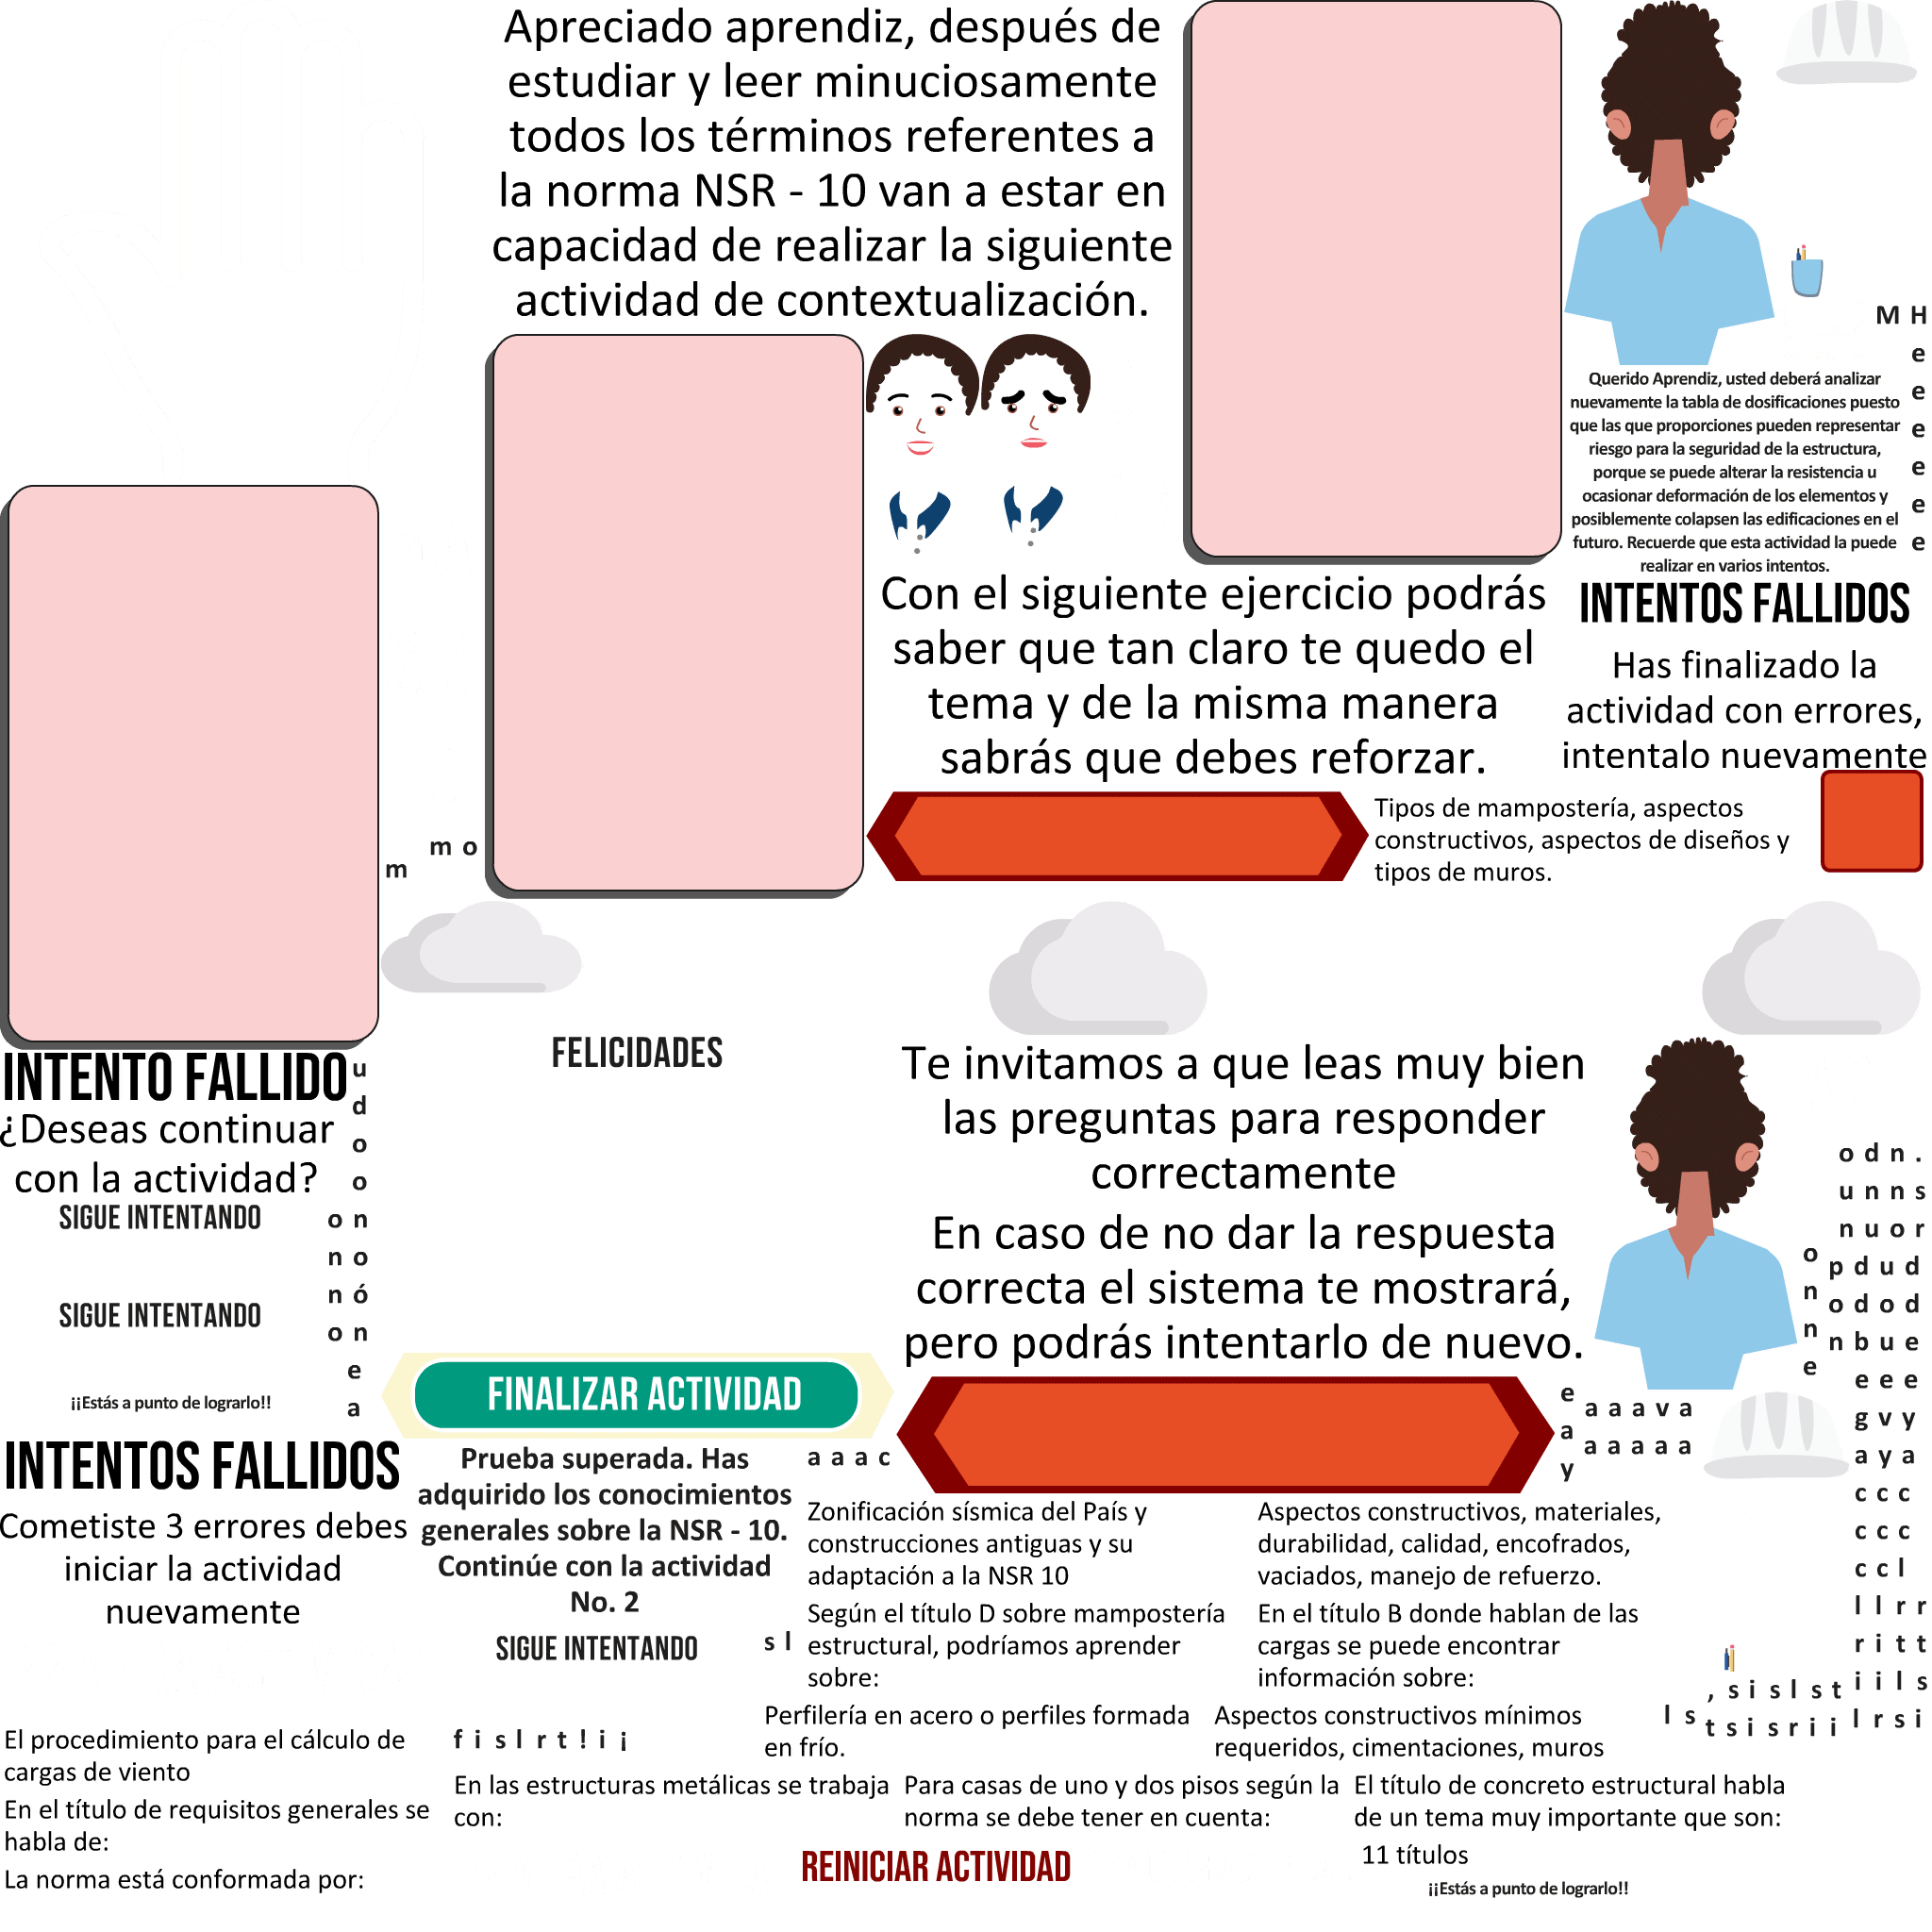 Apreciado aprendiz, después de
estudiar y leer minuciosamente
todos los términos referentes a
la norma NSR - 10 van a estar en
capacidad de realizar la siguiente
actividad de contextualización.
M H
e
e
e
e
e
e
Querido Aprendiz, usted deberá analizar
nuevamente la tabla de dosificaciones puesto
que las que proporciones pueden representar
riesgo para la seguridad de la estructura,
porque se puede alterar la resistencia u
ocasionar deformación de los elementos y
posiblemente colapsen las edificaciones en el
futuro. Recuerde que esta actividad la puede
realizar en varios intentos.
Con el siguiente ejercicio podrás
saber que tan claro te quedo el
tema y de la misma manera
sabrás que debes reforzar.
INTENTOS FALLIDOS
Has finalizado la
actividad con errores,
intentalo nuevamente
Tipos de mampostería, aspectos
constructivos, aspectos de diseños y
tipos de muros.
m o
m
INTENTO FALLIDO
¿Deseas continuar
con la actividad?
SIGUE INTENTANDO
SIGUE INTENTANDO
¡¡Estás a punto de lograrlo!!
u
d
o
o
o n
n o
n ó
o n
e
a
FELICIDADES
Te invitamos a que leas muy bien
las preguntas para responder
correctamente
En caso de no dar la respuesta
correcta el sistema te mostrará,
pero podrás intentarlo de nuevo.
o d n .
u n n s
n u o r
o
n
n
e
p d u d
o d o d
n b u e
e e e
g v y
a y a
c c c
c c c
c c l
l l r r
r i t t
i i l s
l r s i
FINALIZAR ACTIVIDAD
e
a
y
a a a v a
a a a a a
INTENTOS FALLIDOS
Cometiste 3 errores debes
iniciar la actividad
nuevamente
Prueba superada. Has
adquirido los conocimientos
generales sobre la NSR - 10.
Continúe con la actividad
No. 2
SIGUE INTENTANDO
a a a c
Zonificación sísmica del País y
construcciones antiguas y su
adaptación a la NSR 10
Aspectos constructivos, materiales,
durabilidad, calidad, encofrados,
vaciados, manejo de refuerzo.
s l
Según el título D sobre mampostería
estructural, podríamos aprender
sobre:
En el título B donde hablan de las
cargas se puede encontrar
información sobre:
, s i s l s t
l s
t s i s r i i
El procedimiento para el cálculo de
cargas de viento
f i s l r t ! i ¡
Perfilería en acero o perfiles formada
en frío.
Aspectos constructivos mínimos
requeridos, cimentaciones, muros
En el título de requisitos generales se
habla de:
En las estructuras metálicas se trabaja
con:
Para casas de uno y dos pisos según la
norma se debe tener en cuenta:
El título de concreto estructural habla
de un tema muy importante que son:
La norma está conformada por:
REINICIAR ACTIVIDAD
11 títulos
¡¡Estás a punto de lograrlo!!